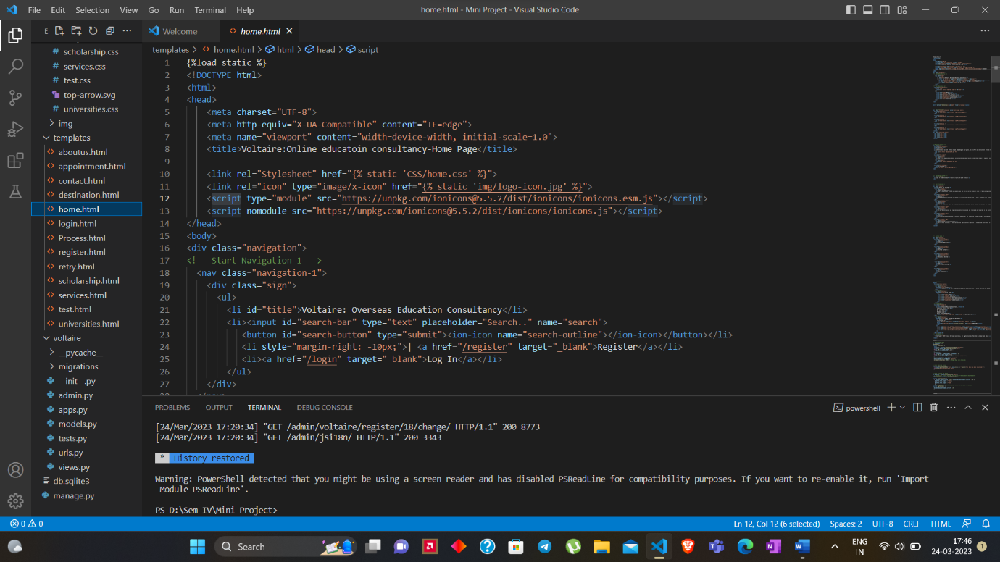 File Edit Selection View Go Run Terminal Help
home.html - Mini Project - Visual Studio Code
E.
Welcome
home.html
templates > home.html > html > head > script
scholarship.css
services.css
test.css
top-arrow.svg
universities.css
img
templates
aboutus.html
appointment.html
contact.html
destination.html
home.html
login.html
Process.html
register.html
retry.html
scholarship.html
services.html
test.html
universities.html
voltaire
__pycache__
migrations
__init__.py
admin.py
apps.py
models.py
tests.py
urls.py
views.py
db.sqlite3
manage.py
1 {%load static %}
2 <!DOCTYPE html>
3 <html>
4 <head>
5 <meta charset="UTF-8">
6 <meta http-equiv="X-UA-Compatible" content="IE=edge">
7 <meta name="viewport" content="width=device-width, initial-scale=1.0">
8 <title>Voltaire:Online educatoin consultancy-Home Page</title>
9
10 <link rel="Stylesheet" href="{% static 'CSS/home.css' %}">
11 <link rel="icon" type="image/x-icon" href="{% static 'img/logo-icon.jpg' %}">
12 <script type="module" src="https://unpkg.com/ionicons@5.5.2/dist/ionicons/ionicons.esm.js"></script>
13 <script nomodule src="https://unpkg.com/ionicons@5.5.2/dist/ionicons/ionicons.js"></script>
14 </head>
15 <body>
16 <div class="navigation">
17 <!-- Start Navigation-1 -->
18 <nav class="navigation-1">
19 <div class="sign">
20 <ul>
21 <li id="title">Voltaire: Overseas Education Consultancy</li>
22 <li><input id="search-bar" type="text" placeholder="Search.." name="search">
23 <button id="search-button" type="submit"><ion-icon name="search-outline"></ion-icon></button></li>
24 <li style="margin-right: -10px;">| <a href="/register" target="_blank">Register</a></li>
25 <li><a href="/login" target="_blank">Log In</a></li>
26 </ul>
27 </div>
PROBLEMS OUTPUT TERMINAL DEBUG CONSOLE
powershell
[24/Mar/2023 17:20:34] "GET /admin/voltaire/register/18/change/ HTTP/1.1" 200 8773
[24/Mar/2023 17:20:34] "GET /admin/jsi18n/ HTTP/1.1" 200 3343
* History restored
Warning: PowerShell detected that you might be using a screen reader and has disabled PSReadLine for compatibility purposes. If you want to re-enable it, run 'Import
-Module PSReadLine'.
PS D:\Sem-IV\Mini Project>
0 0
Ln 12, Col 12 (6 selected) Spaces: 2 UTF-8 CRLF HTML
Search
ENG
IN
17:46
24-03-2023
1